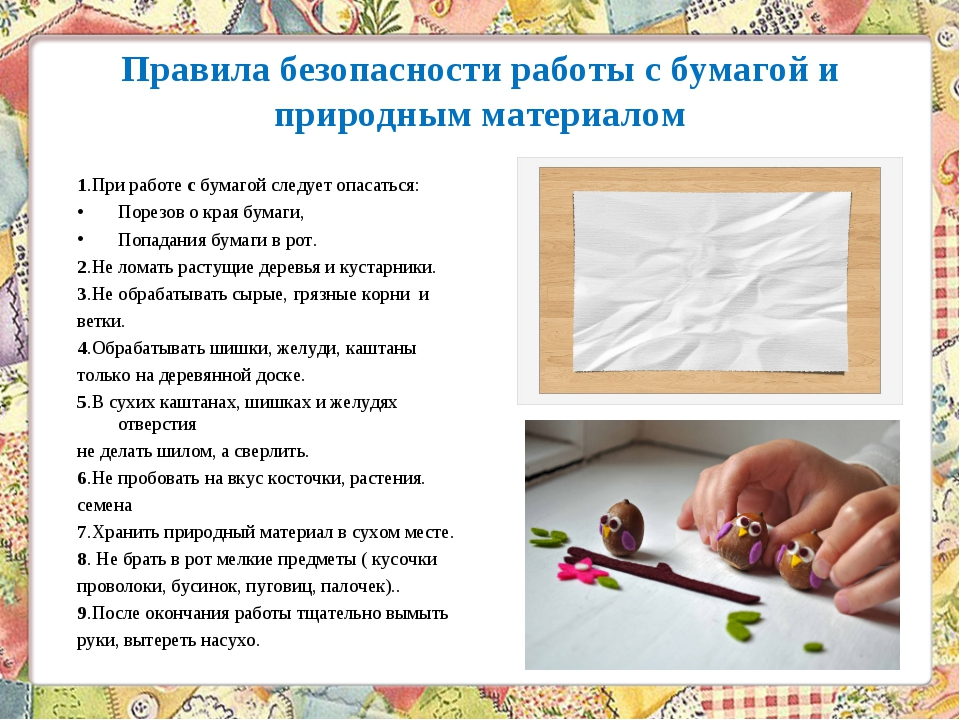 Правила безопасности работы с бумагой и
природным материалом
1.При работе с бумагой следует опасаться:
• Порезов о края бумаги,
• Попадания бумаги в рот.
2.Не ломать растущие деревья и кустарники.
3.Не обрабатывать сырые, грязные корни и
ветки.
4.Обрабатывать шишки, желуди, каштаны
только на деревянной доске.
5.В сухих каштанах, шишках и желудях
отверстия
не делать шилом, а сверлить.
6.Не пробовать на вкус косточки, растения.
семена
7.Хранить природный материал в сухом месте.
8. Не брать в рот мелкие предметы ( кусочки
проволоки, бусинок, пуговиц, палочек)..
9.После окончания работы тщательно вымыть
руки, вытереть насухо.